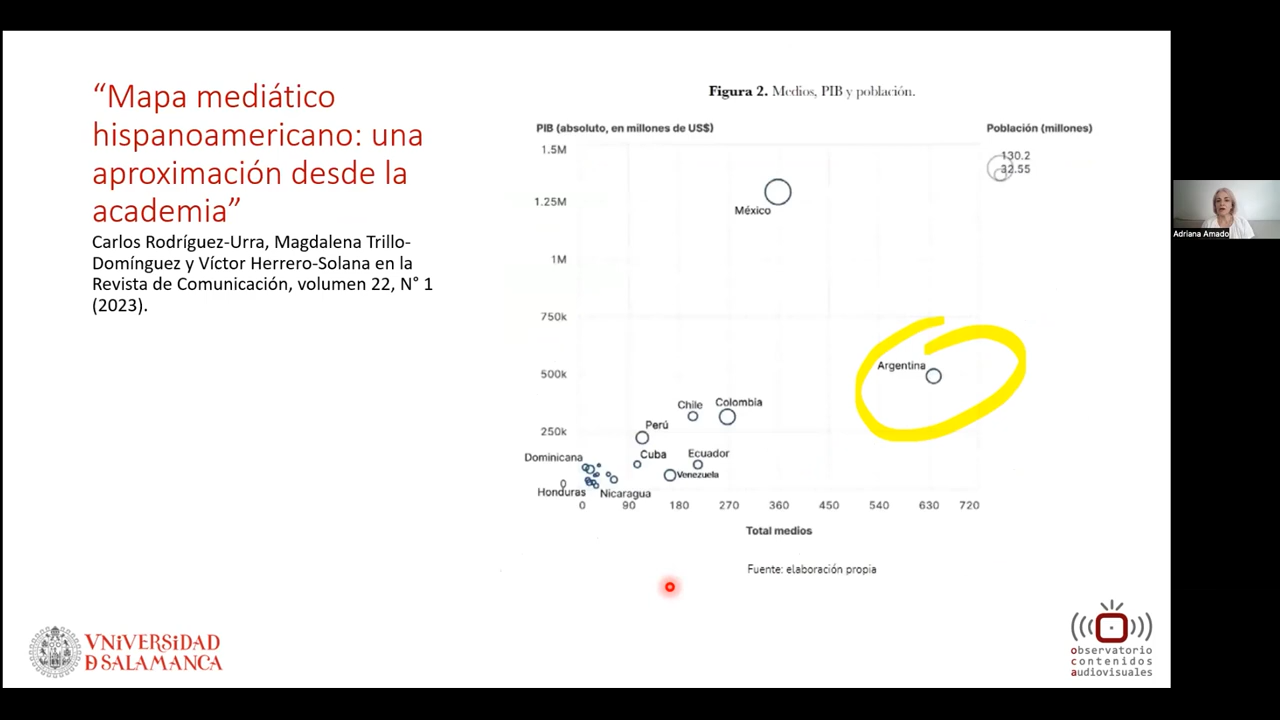 “Mapa mediático
hispanoamericano: una
aproximación desde la
academia”
Carlos Rodríguez-Urra, Magdalena Trillo-
Domínguez y Víctor Herrero-Solana en la
Revista de Comunicación, volumen 22, N° 1
(2023).
Figura 2. Medios, PIB y población.
PIB (absoluto, en millones de US$)
Población (millones)
130.2
32.55
1.5M
1.25M
1M
750k
500k
250k
0
México
Argentina
Chile
Colombia
Perú
Cuba
Ecuador
Venezuela
Dominicana
Honduras
Nicaragua
0 90 180 270 360 450 540 630 720
Total medios
Fuente: elaboración propia
VNiVERSiDAD
D SALAMANCA
observatorio
contenidos
audiovisuales
Adriana Amado